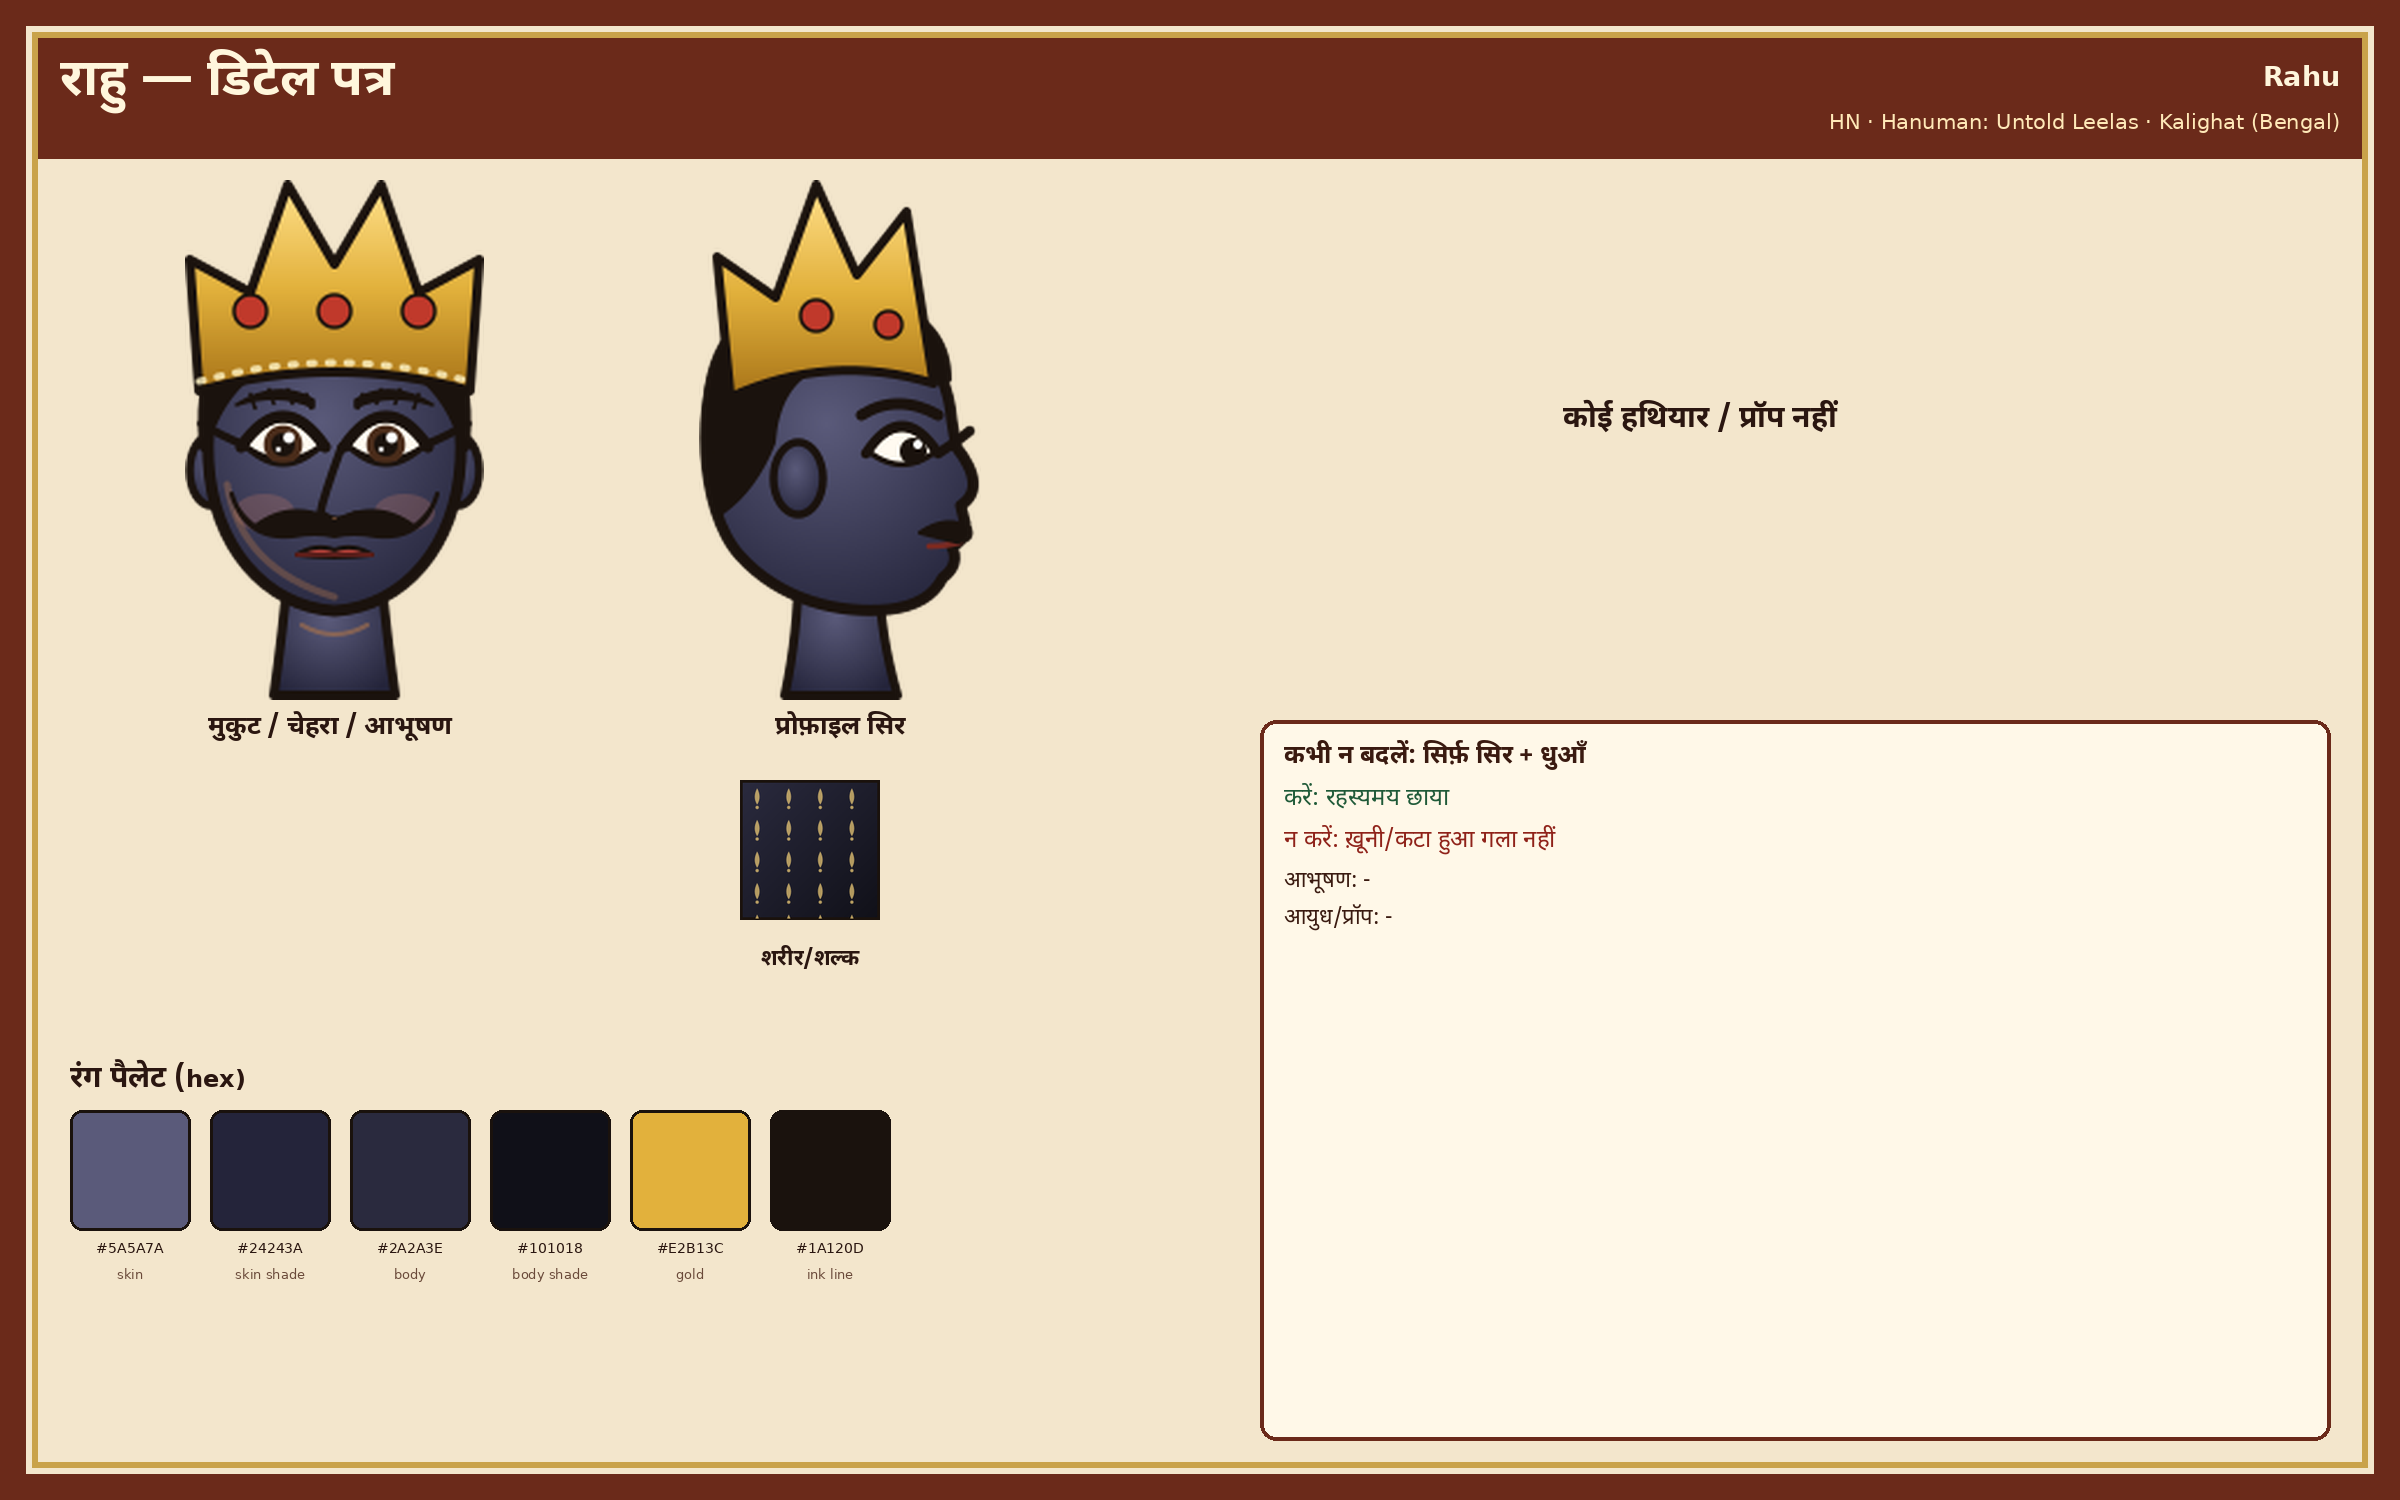 राहु — डिटेल पत्र
Rahu
HN · Hanuman: Untold Leelas · Kalighat (Bengal)
कोई हथियार / प्रॉप नहीं
मुकुट / चेहरा / आभूषण
प्रोफ़ाइल सिर
कभी न बदलें: सिर्फ़ सिर + धुआँ
करें: रहस्यमय छाया
न करें: ख़ूनी/कटा हुआ गला नहीं
आभूषण: -
आयुध/प्रॉप: -
शरीर/शल्क
रंग पैलेट (hex)
#5A5A7A #24243A #2A2A3E #101018 #E2B13C #1A120D
skin skin shade body body shade gold ink line